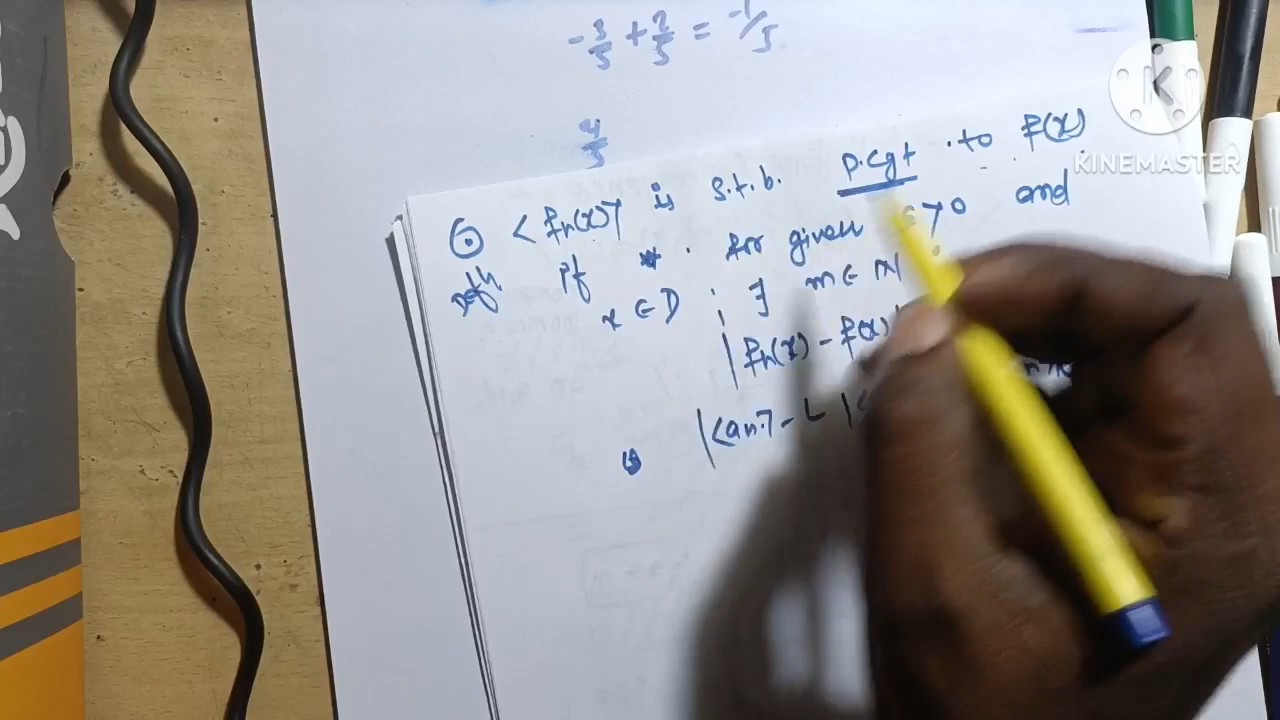 -3/5 + 2/5 = -1/5
4/5
KINEMASTER
⊙ <fn(x)> is s.t.b. p.cgt to f(x)
Defn if for given ε>0 and
x ∈ D ; ∃ m ∈ N
|fn(x) - f(x)|
|<an> - L | <